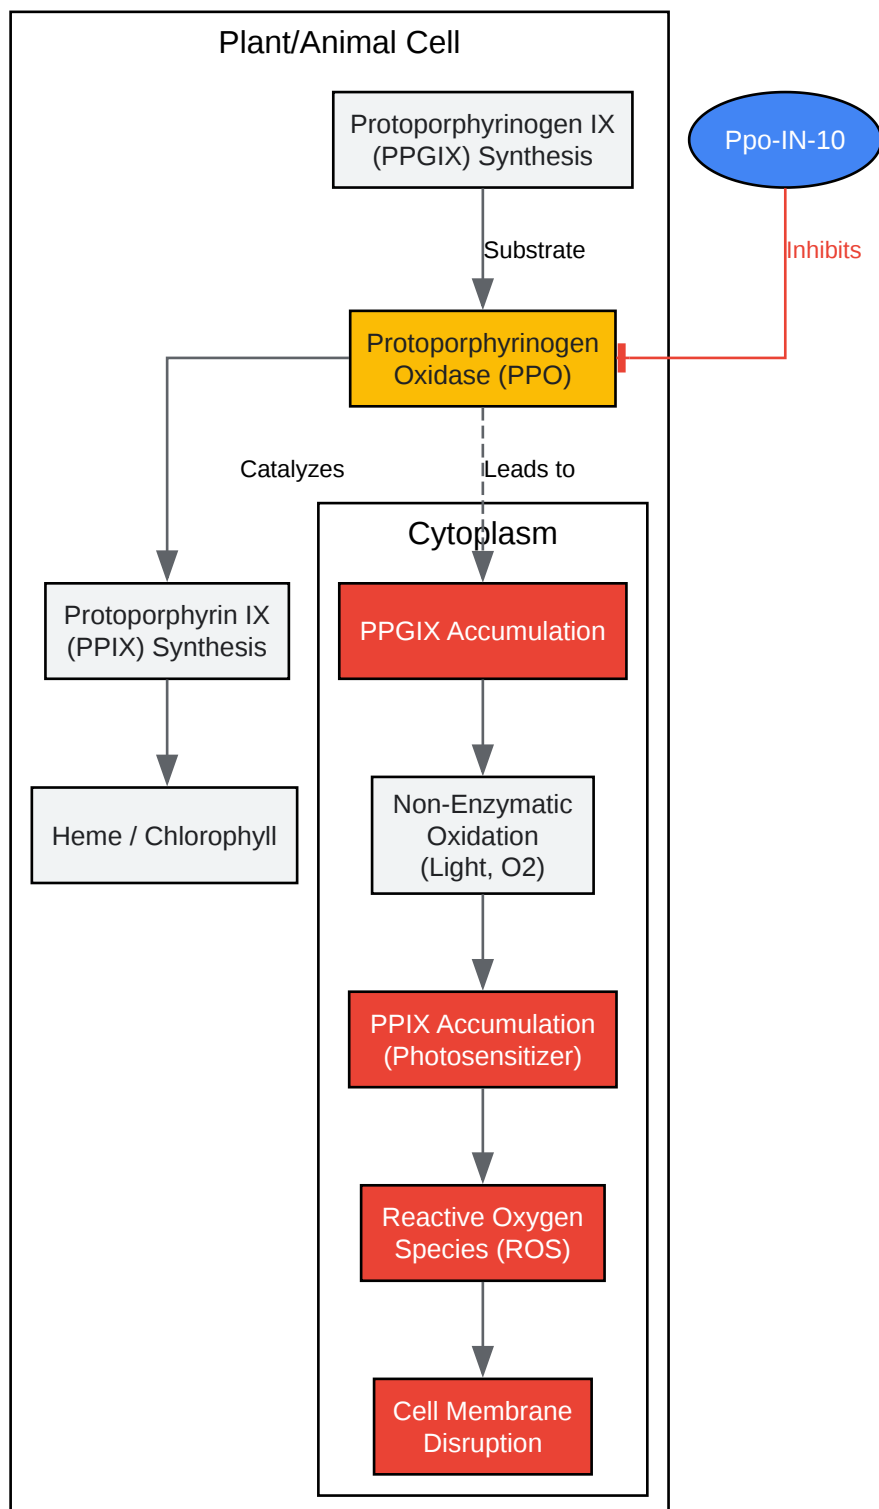 Plant/Animal Cell
Protoporphyrinogen IX
(PPGIX) Synthesis
Ppo-IN-10
Substrate
Inhibits
Protoporphyrinogen
Oxidase (PPO)
Catalyzes
Leads to
Cytoplasm
Protoporphyrin IX
(PPIX) Synthesis
PPGIX Accumulation
Heme / Chlorophyll
Non-Enzymatic
Oxidation
(Light, O2)
PPIX Accumulation
(Photosensitizer)
Reactive Oxygen
Species (ROS)
Cell Membrane
Disruption